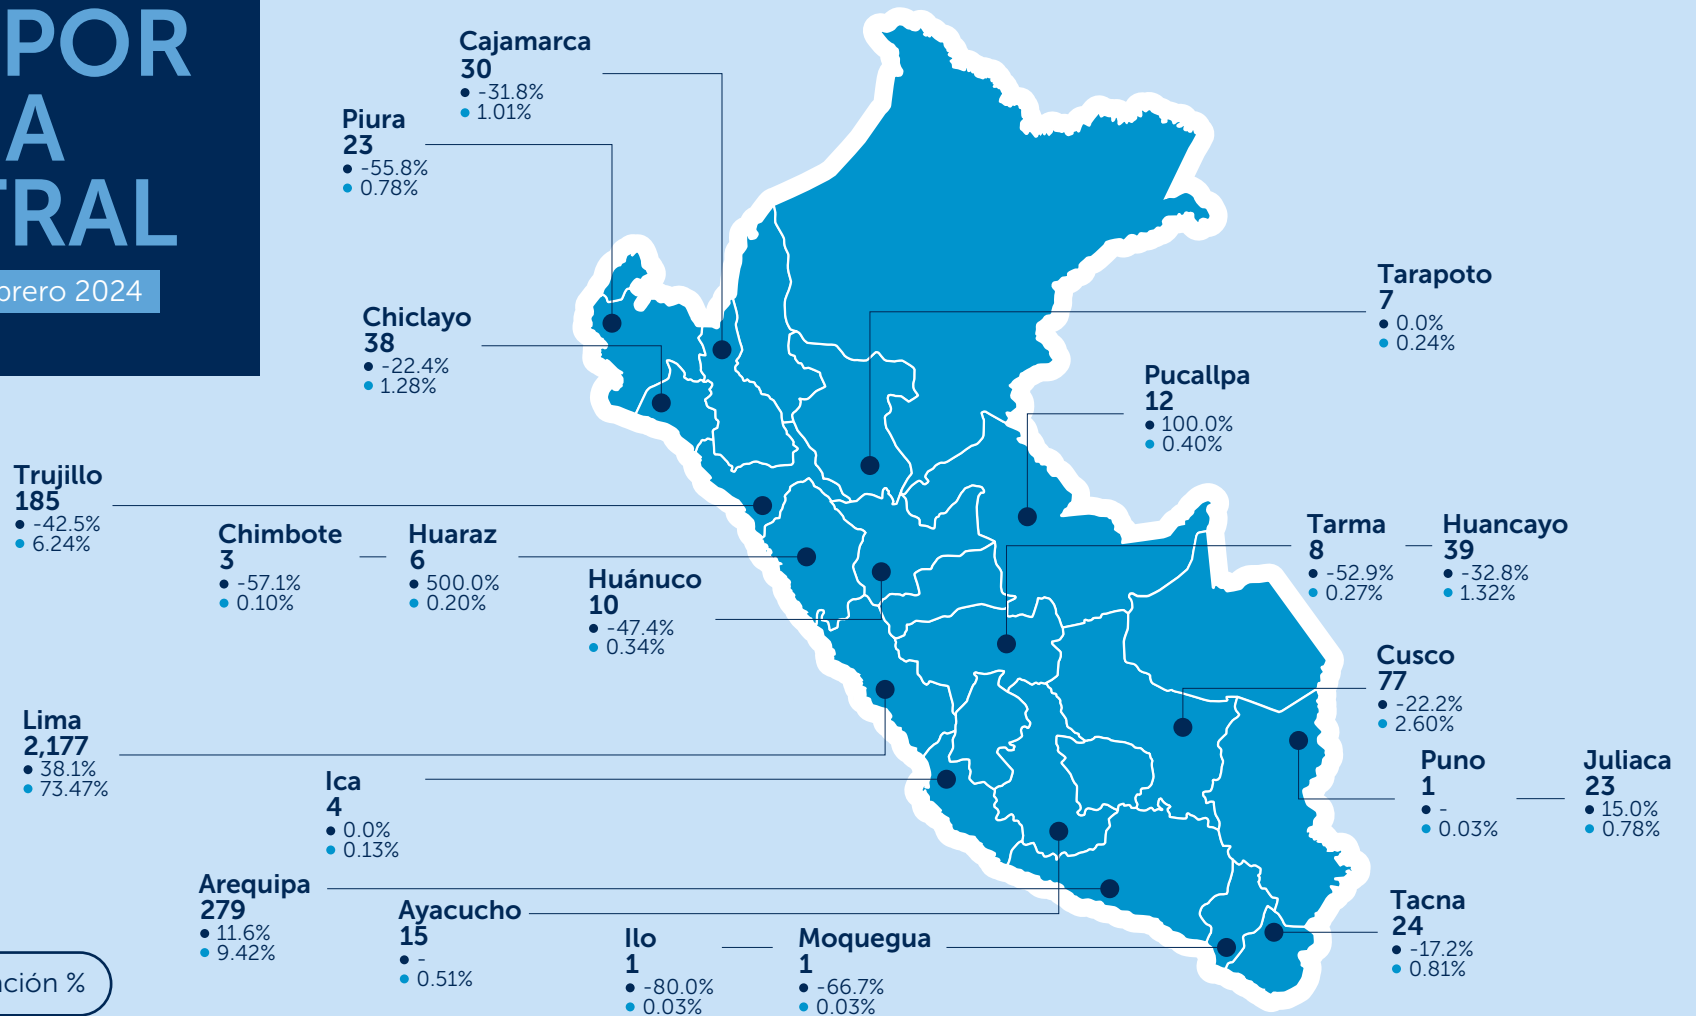 POR
A
TRAL
brero 2024
Cajamarca
30
-31.8%
1.01%
Piura
23
-55.8%
0.78%
Chiclayo
38
-22.4%
1.28%
Tarapoto
7
0.0%
0.24%
Pucallpa
12
100.0%
0.40%
Trujillo
185
-42.5%
6.24%
Chimbote
3
-57.1%
0.10%
Huaraz
6
500.0%
0.20%
Huánuco
10
-47.4%
0.34%
Tarma
8
-52.9%
0.27%
Huancayo
39
-32.8%
1.32%
Cusco
77
-22.2%
2.60%
Lima
2,177
38.1%
73.47%
Ica
4
0.0%
0.13%
Puno
1
-
0.03%
Juliaca
23
15.0%
0.78%
Arequipa
279
11.6%
9.42%
Ayacucho
15
-
0.51%
Ilo
1
-80.0%
0.03%
Moquegua
1
-66.7%
0.03%
Tacna
24
-17.2%
0.81%
ación %